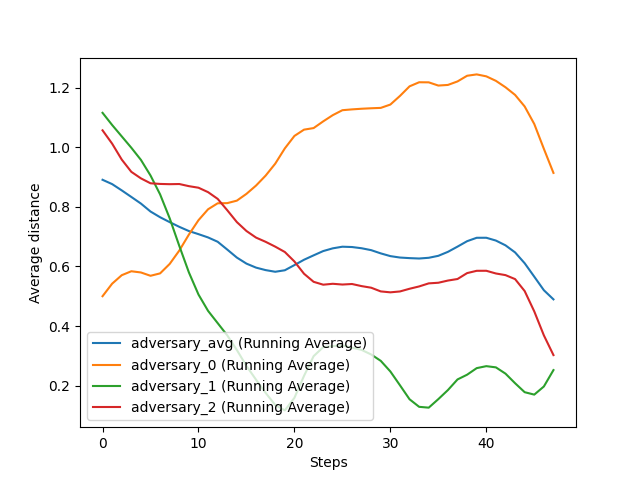 1.2
1.0
0.8
0.6
0.4
0.2
Average distance
adversary_avg (Running Average)
adversary_0 (Running Average)
adversary_1 (Running Average)
adversary_2 (Running Average)
0 10 20 30 40
Steps